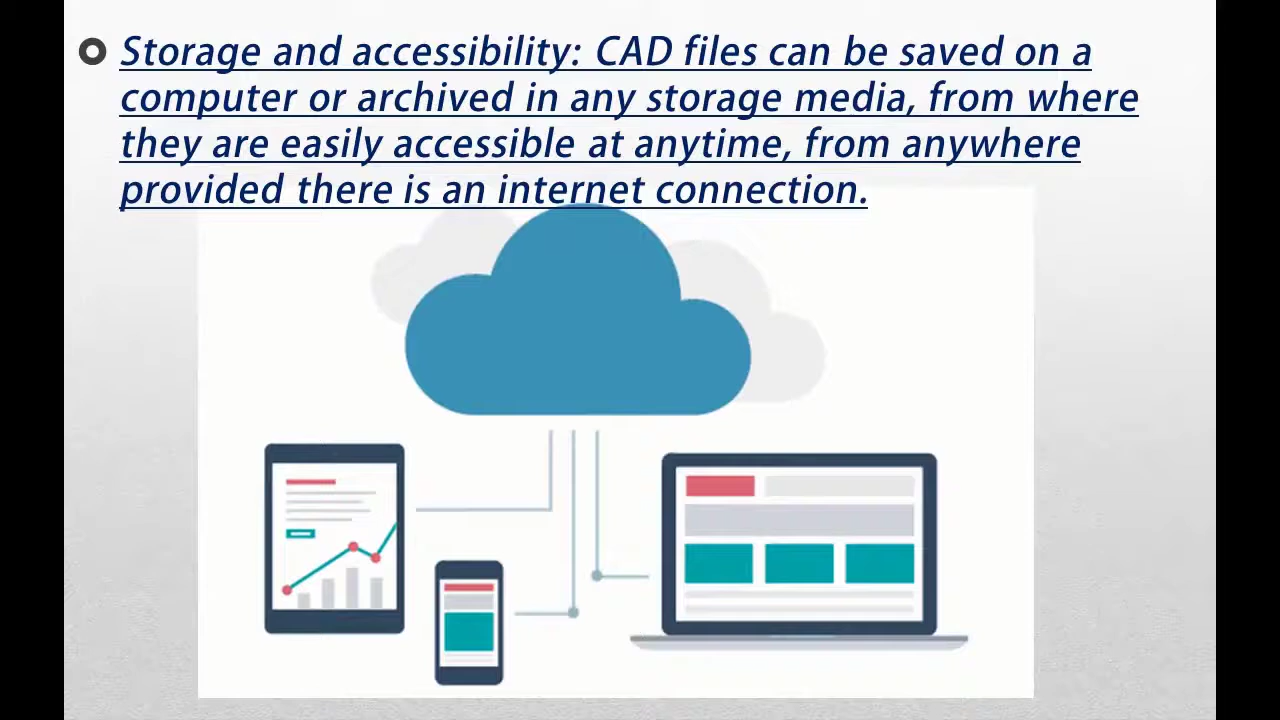 Storage and accessibility: CAD files can be saved on a
computer or archived in any storage media, from where
they are easily accessible at anytime, from anywhere
provided there is an internet connection.